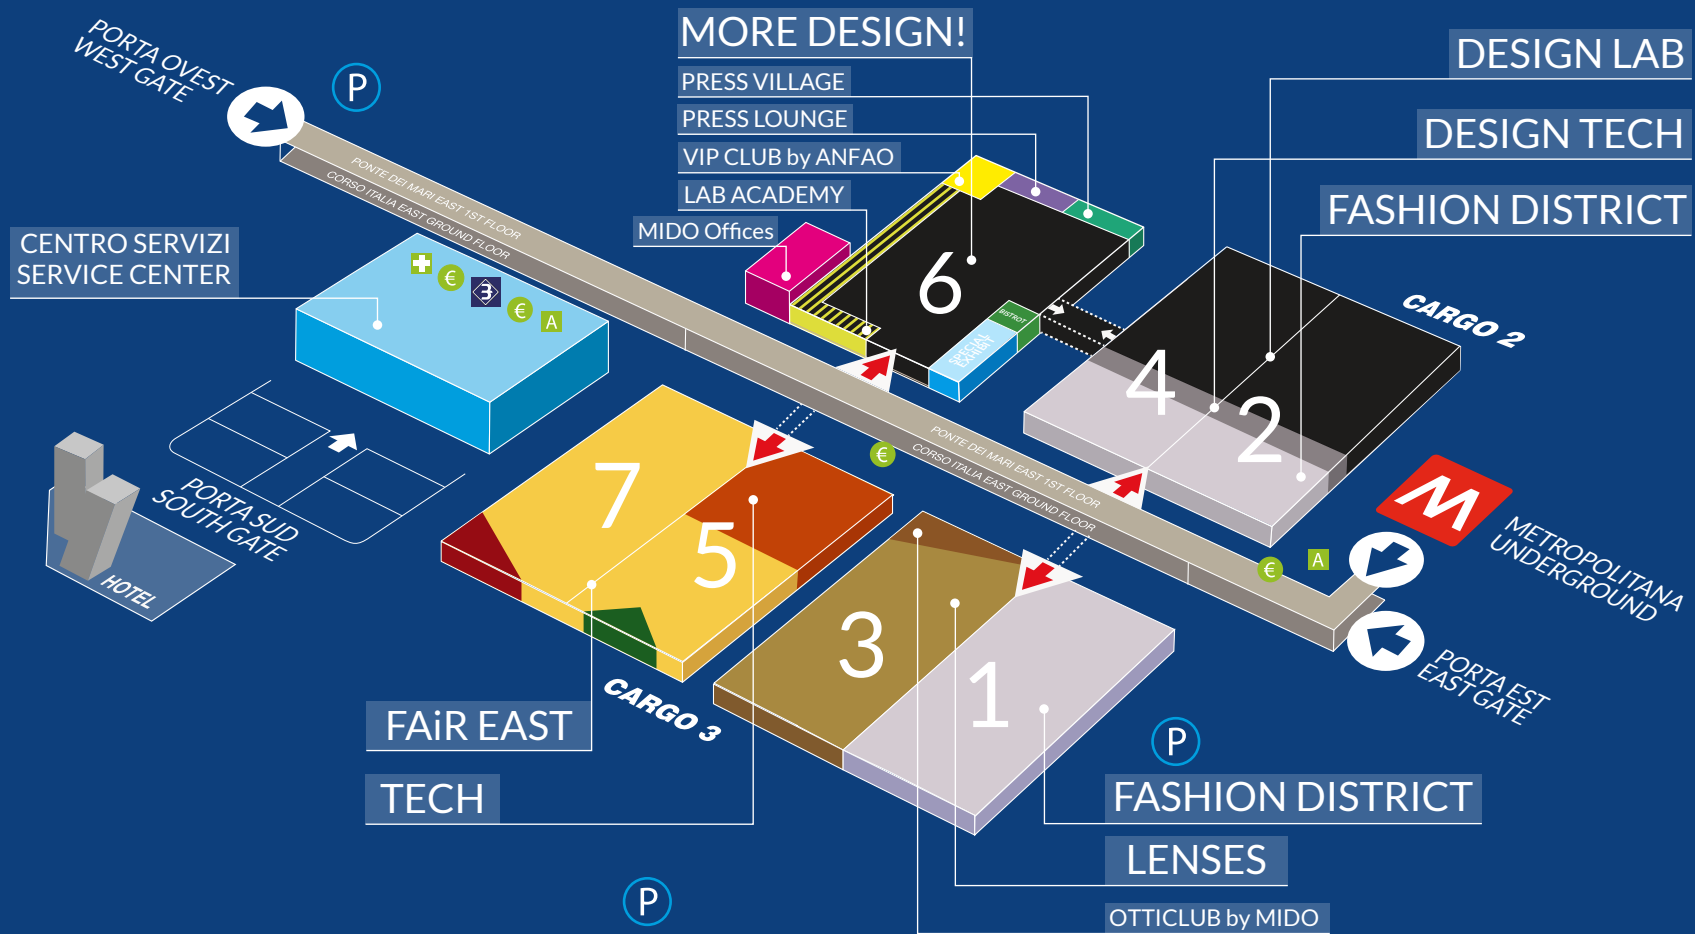 MORE DESIGN!
PRESS VILLAGE
PRESS LOUNGE
VIP CLUB by ANFAO
LAB ACADEMY
MIDO Offices
DESIGN LAB
DESIGN TECH
FASHION DISTRICT
PORTA OVEST
WEST GATE
P
PONTE DEI MARI EAST 1ST FLOOR
CORSO ITALIA EAST GROUND FLOOR
CENTRO SERVIZI
SERVICE CENTER
€
3
€
A
6
BISTROT
SPECIAL
EXHIBIT
CARGO 2
4
2
PORTA SUD
SOUTH GATE
HOTEL
7
5
€
PONTE DEI MARI EAST 1ST FLOOR
CORSO ITALIA EAST GROUND FLOOR
M
METROPOLITANA
UNDERGROUND
€
A
PORTA EST
EAST GATE
3
1
CARGO 3
FAiR EAST
TECH
P
FASHION DISTRICT
LENSES
OTTICLUB by MIDO
P